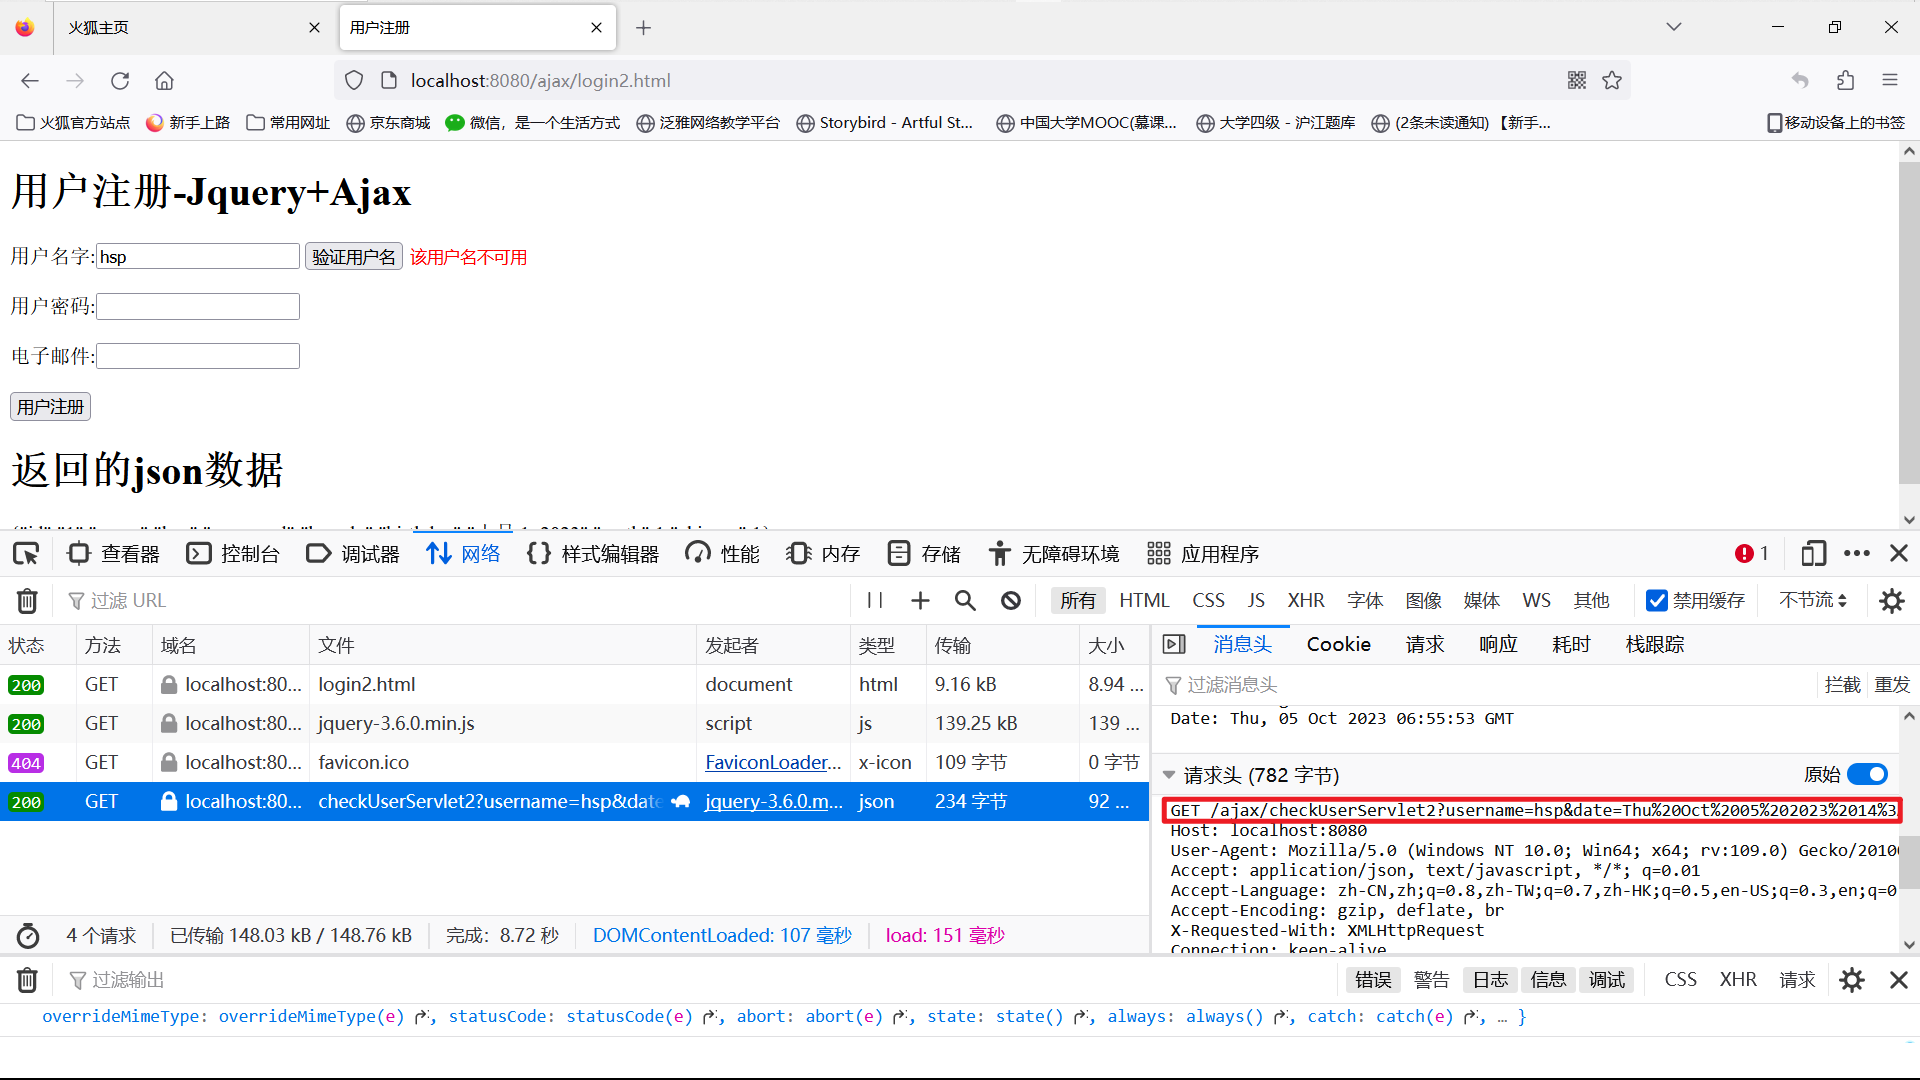 火狐主页
用户注册
localhost:8080/ajax/login2.html
火狐官方站点 新手上路 常用网址 京东商城 微信，是一个生活方式 泛雅网络教学平台 Storybird - Artful St... 中国大学MOOC(慕课... 大学四级 - 沪江题库 (2条未读通知) 【新手... 移动设备上的书签
用户注册-Jquery+Ajax
用户名字: hsp 验证用户名 该用户名不可用
用户密码:
电子邮件:
用户注册
返回的json数据
查看器 控制台 调试器 网络 样式编辑器 性能 内存 存储 无障碍环境 应用程序 1
过滤 URL 所有 HTML CSS JS XHR 字体 图像 媒体 WS 其他 禁用缓存 不节流
状态 方法 域名 文件 发起者 类型 传输 大小
200 GET localhost:80... login2.html document html 9.16 kB 8.94 ...
200 GET localhost:80... jquery-3.6.0.min.js script js 139.25 kB 139 ...
404 GET localhost:80... favicon.ico FaviconLoader... x-icon 109 字节 0 字节
200 GET localhost:80... checkUserServlet2?username=hsp&date jquery-3.6.0.m... json 234 字节 92 ...
4 个请求 已传输 148.03 kB / 148.76 kB 完成：8.72 秒 DOMContentLoaded: 107 毫秒 load: 151 毫秒
消息头 Cookie 请求 响应 耗时 栈跟踪
过滤消息头 拦截 重发
Date: Thu, 05 Oct 2023 06:55:53 GMT
请求头 (782 字节) 原始
GET /ajax/checkUserServlet2?username=hsp&date=Thu%20Oct%2005%202023%2014%3
Host: localhost:8080
User-Agent: Mozilla/5.0 (Windows NT 10.0; Win64; x64; rv:109.0) Gecko/2010
Accept: application/json, text/javascript, */*; q=0.01
Accept-Language: zh-CN,zh;q=0.8,zh-TW;q=0.7,zh-HK;q=0.5,en-US;q=0.3,en;q=0
Accept-Encoding: gzip, deflate, br
X-Requested-With: XMLHttpRequest
Connection: keep-alive
过滤输出 错误 警告 日志 信息 调试 CSS XHR 请求
overrideMimeType: overrideMimeType(e) , statusCode: statusCode(e) , abort: abort(e) , state: state() , always: always() , catch: catch(e) , … }